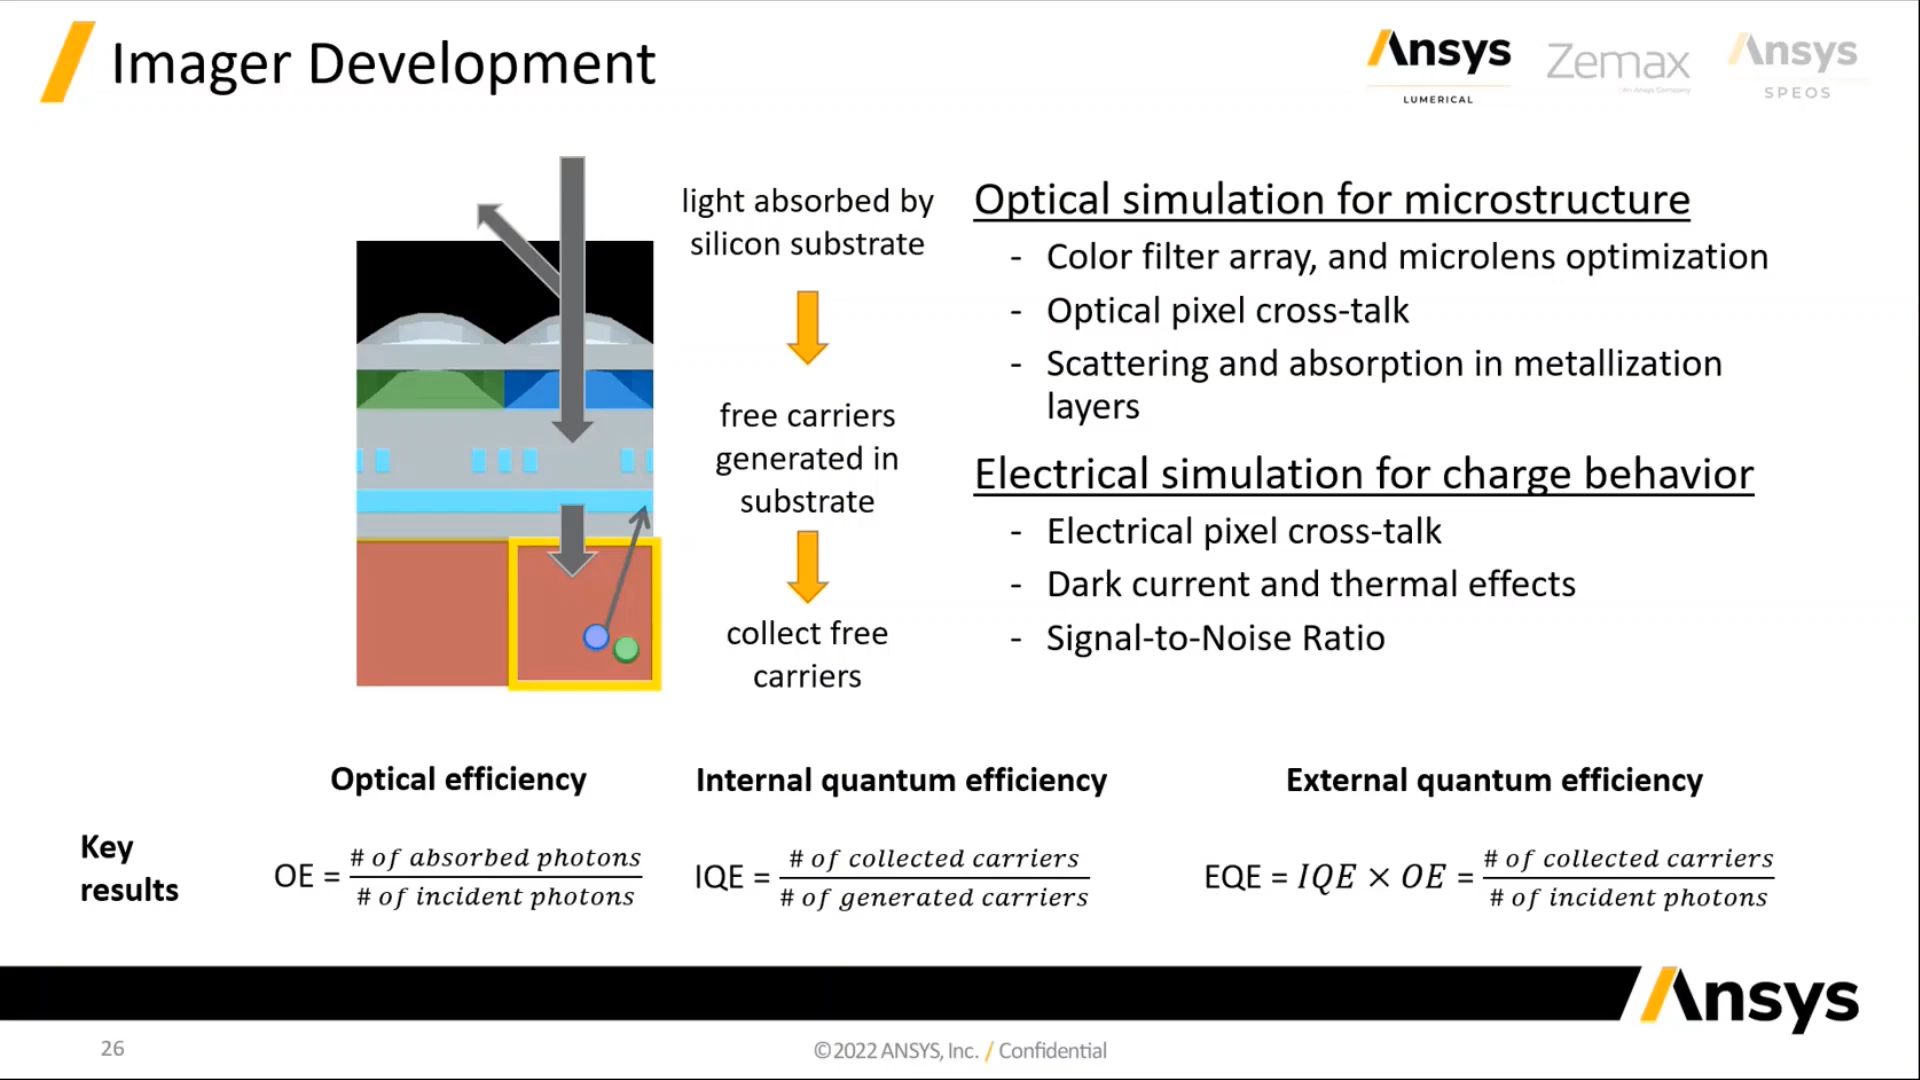 Imager Development
Ansys
LUMERICAL
Zemax
An Ansys Company
Ansys
SPEOS
light absorbed by
silicon substrate
free carriers
generated in
substrate
collect free
carriers
Optical simulation for microstructure
- Color filter array, and microlens optimization
- Optical pixel cross-talk
- Scattering and absorption in metallization
layers
Electrical simulation for charge behavior
- Electrical pixel cross-talk
- Dark current and thermal effects
- Signal-to-Noise Ratio
Optical efficiency
Internal quantum efficiency
External quantum efficiency
Key
results
OE = # of absorbed photons / # of incident photons
IQE = # of collected carriers / # of generated carriers
EQE = IQE × OE = # of collected carriers / # of incident photons
Ansys
26
©2022 ANSYS, Inc. / Confidential